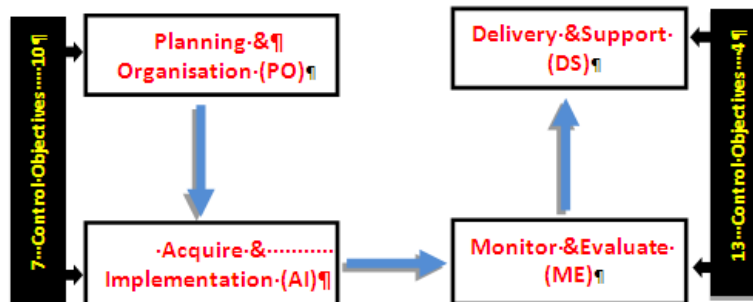 Planning·&¶
Organisation·(PO)¶
Delivery·&Support·
(DS)¶
7···Control·Objectives·····10¶
13···Control·Objectives····4¶
·Acquire·&············
Implementation·(AI)¶
Monitor·&Evaluate·
(ME)¶